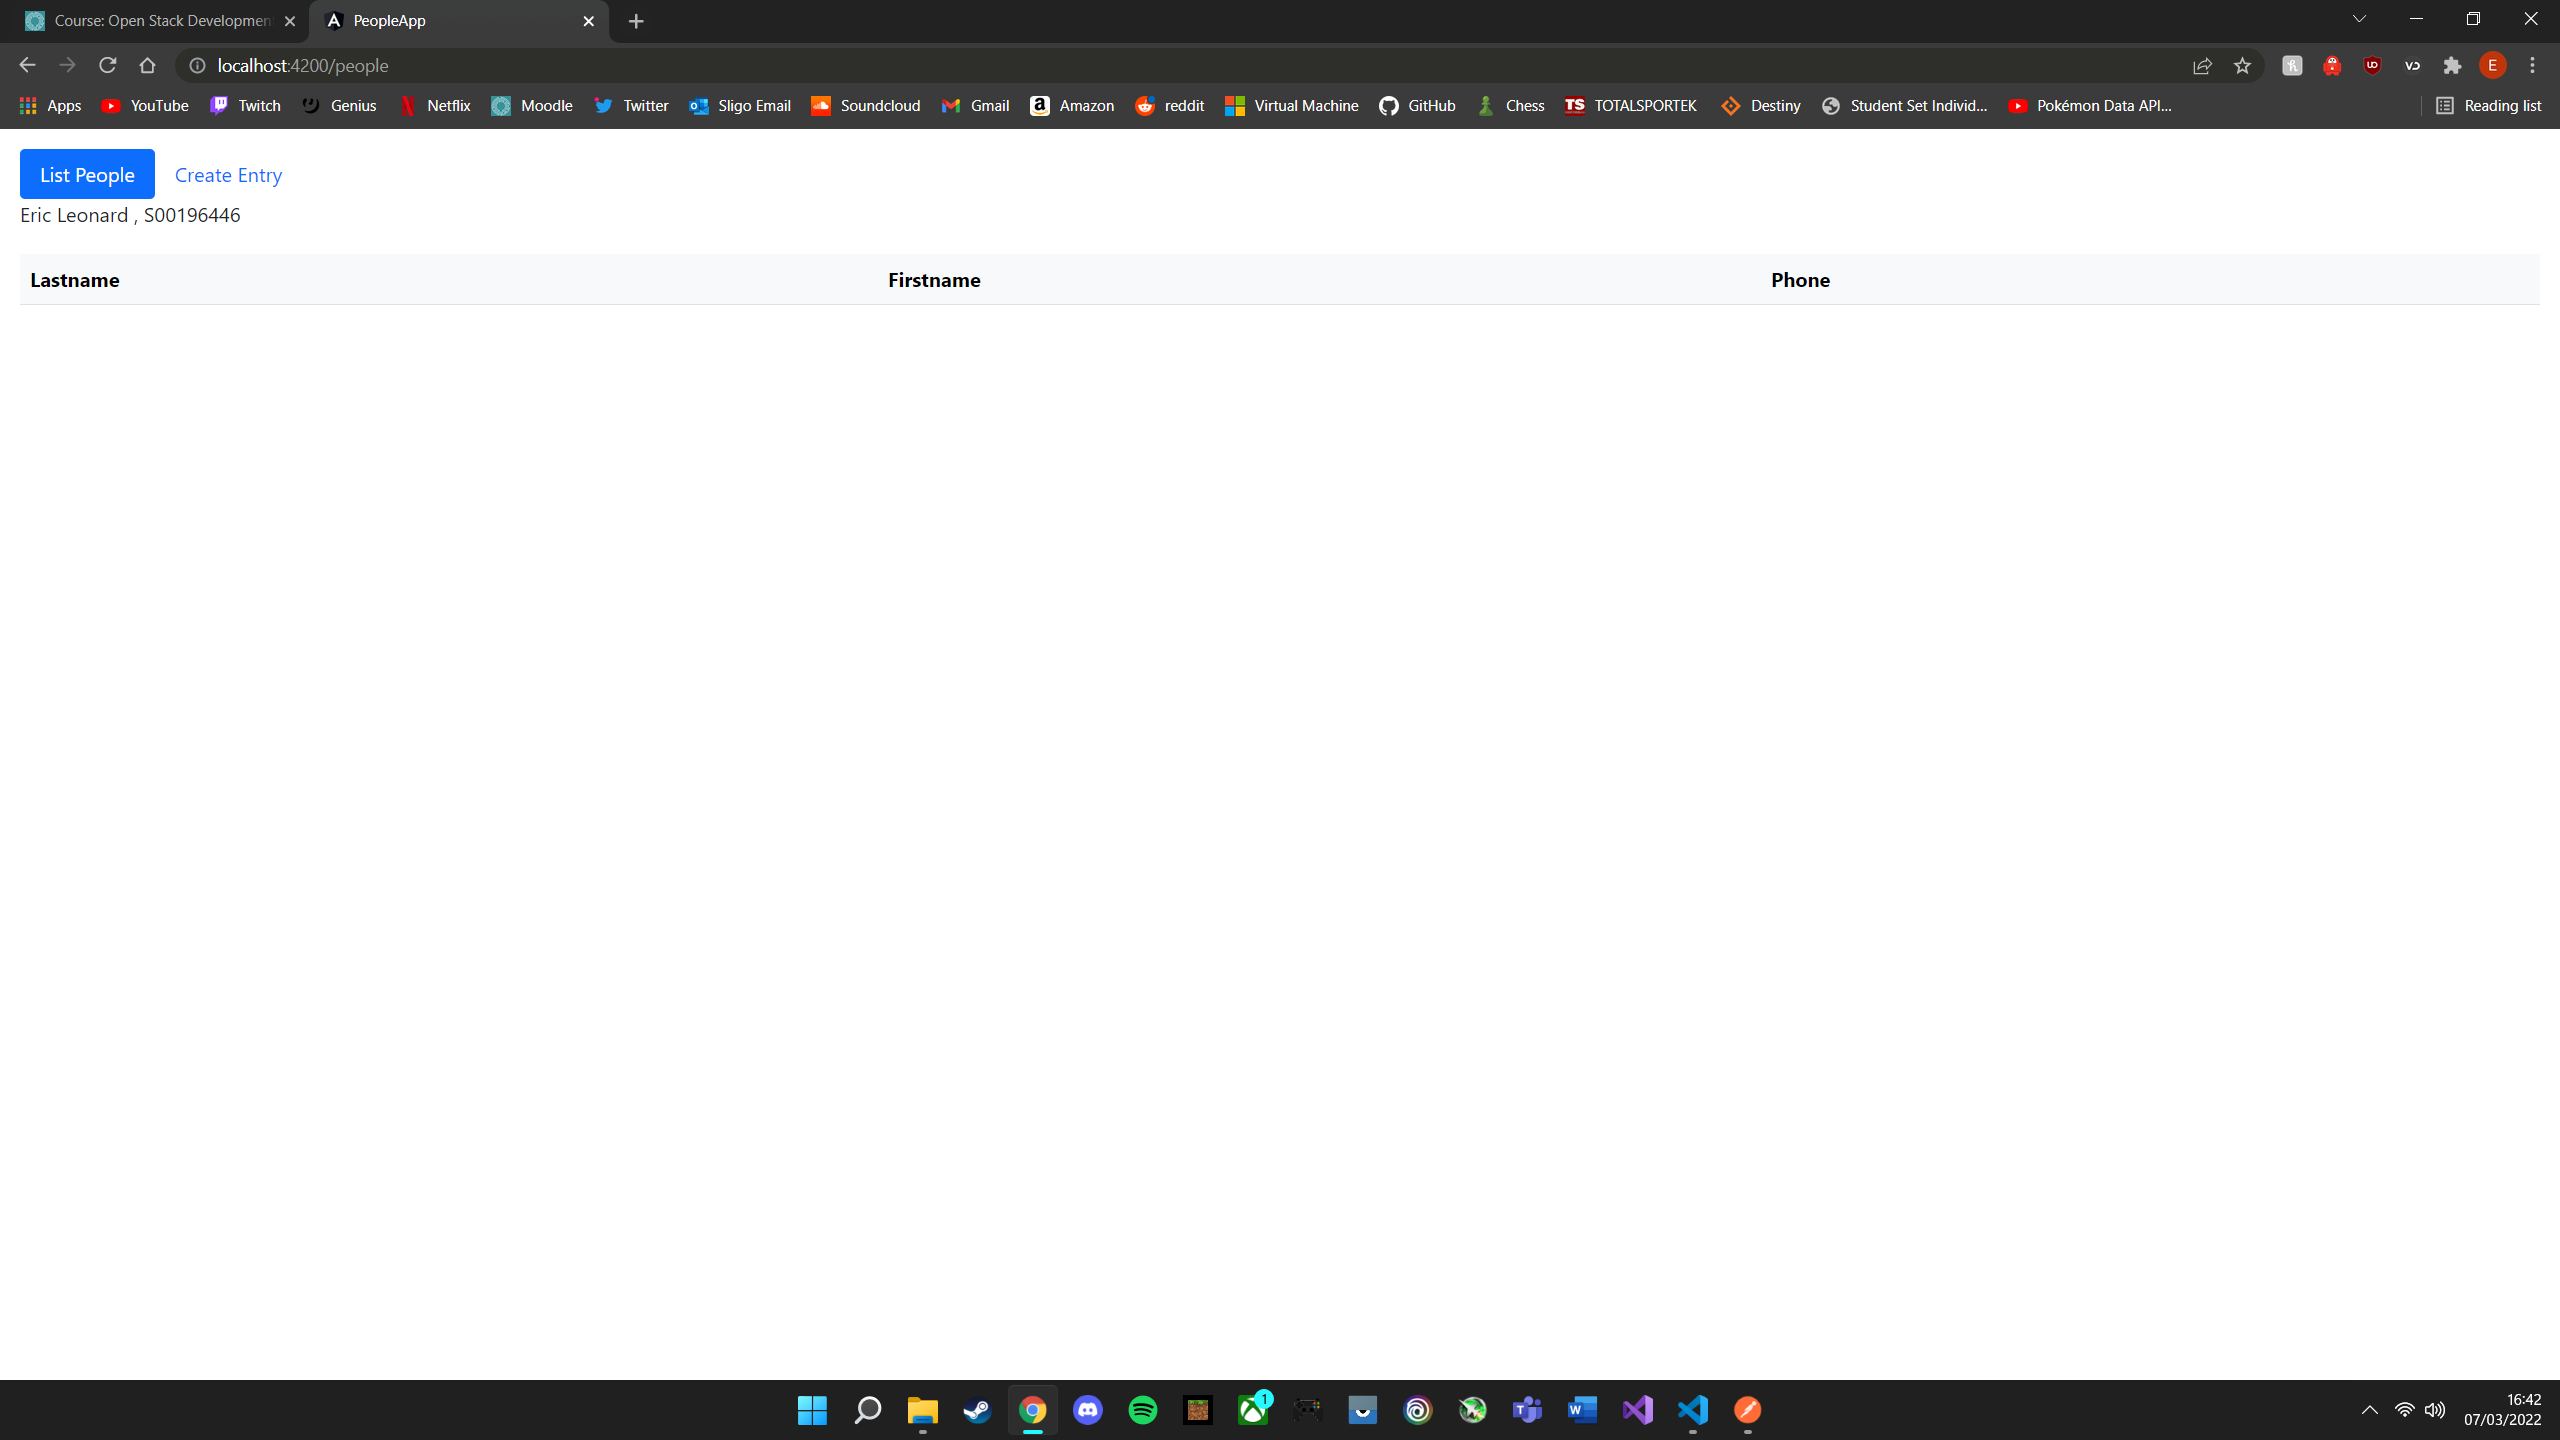 Course: Open Stack Developmen
PeopleApp
localhost:4200/people
E
Apps YouTube Twitch Genius Netflix Moodle Twitter Sligo Email Soundcloud Gmail Amazon reddit Virtual Machine GitHub Chess TS TOTALSPORTEK Destiny Student Set Individ... Pokémon Data API... Reading list
List People Create Entry
Eric Leonard , S00196446
Lastname Firstname Phone
1
16:42
07/03/2022